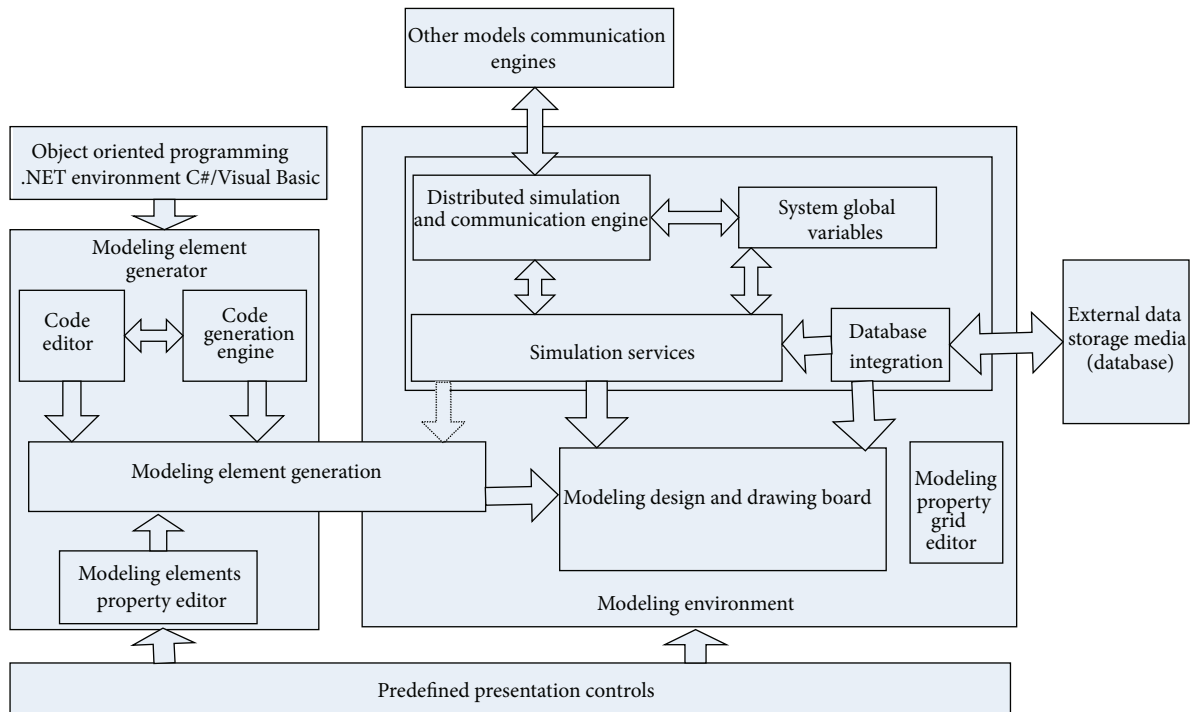 Other models communication
engines
Object oriented programming
.NET environment C#/Visual Basic
Modeling element
generator
Code
editor
Code
generation
engine
Modeling element generation
Modeling elements
property editor
Distributed simulation
and communication engine
System global
variables
Simulation services
Database
integration
External data
storage media
(database)
Modeling design and drawing board
Modeling
property
grid
editor
Modeling environment
Predefined presentation controls